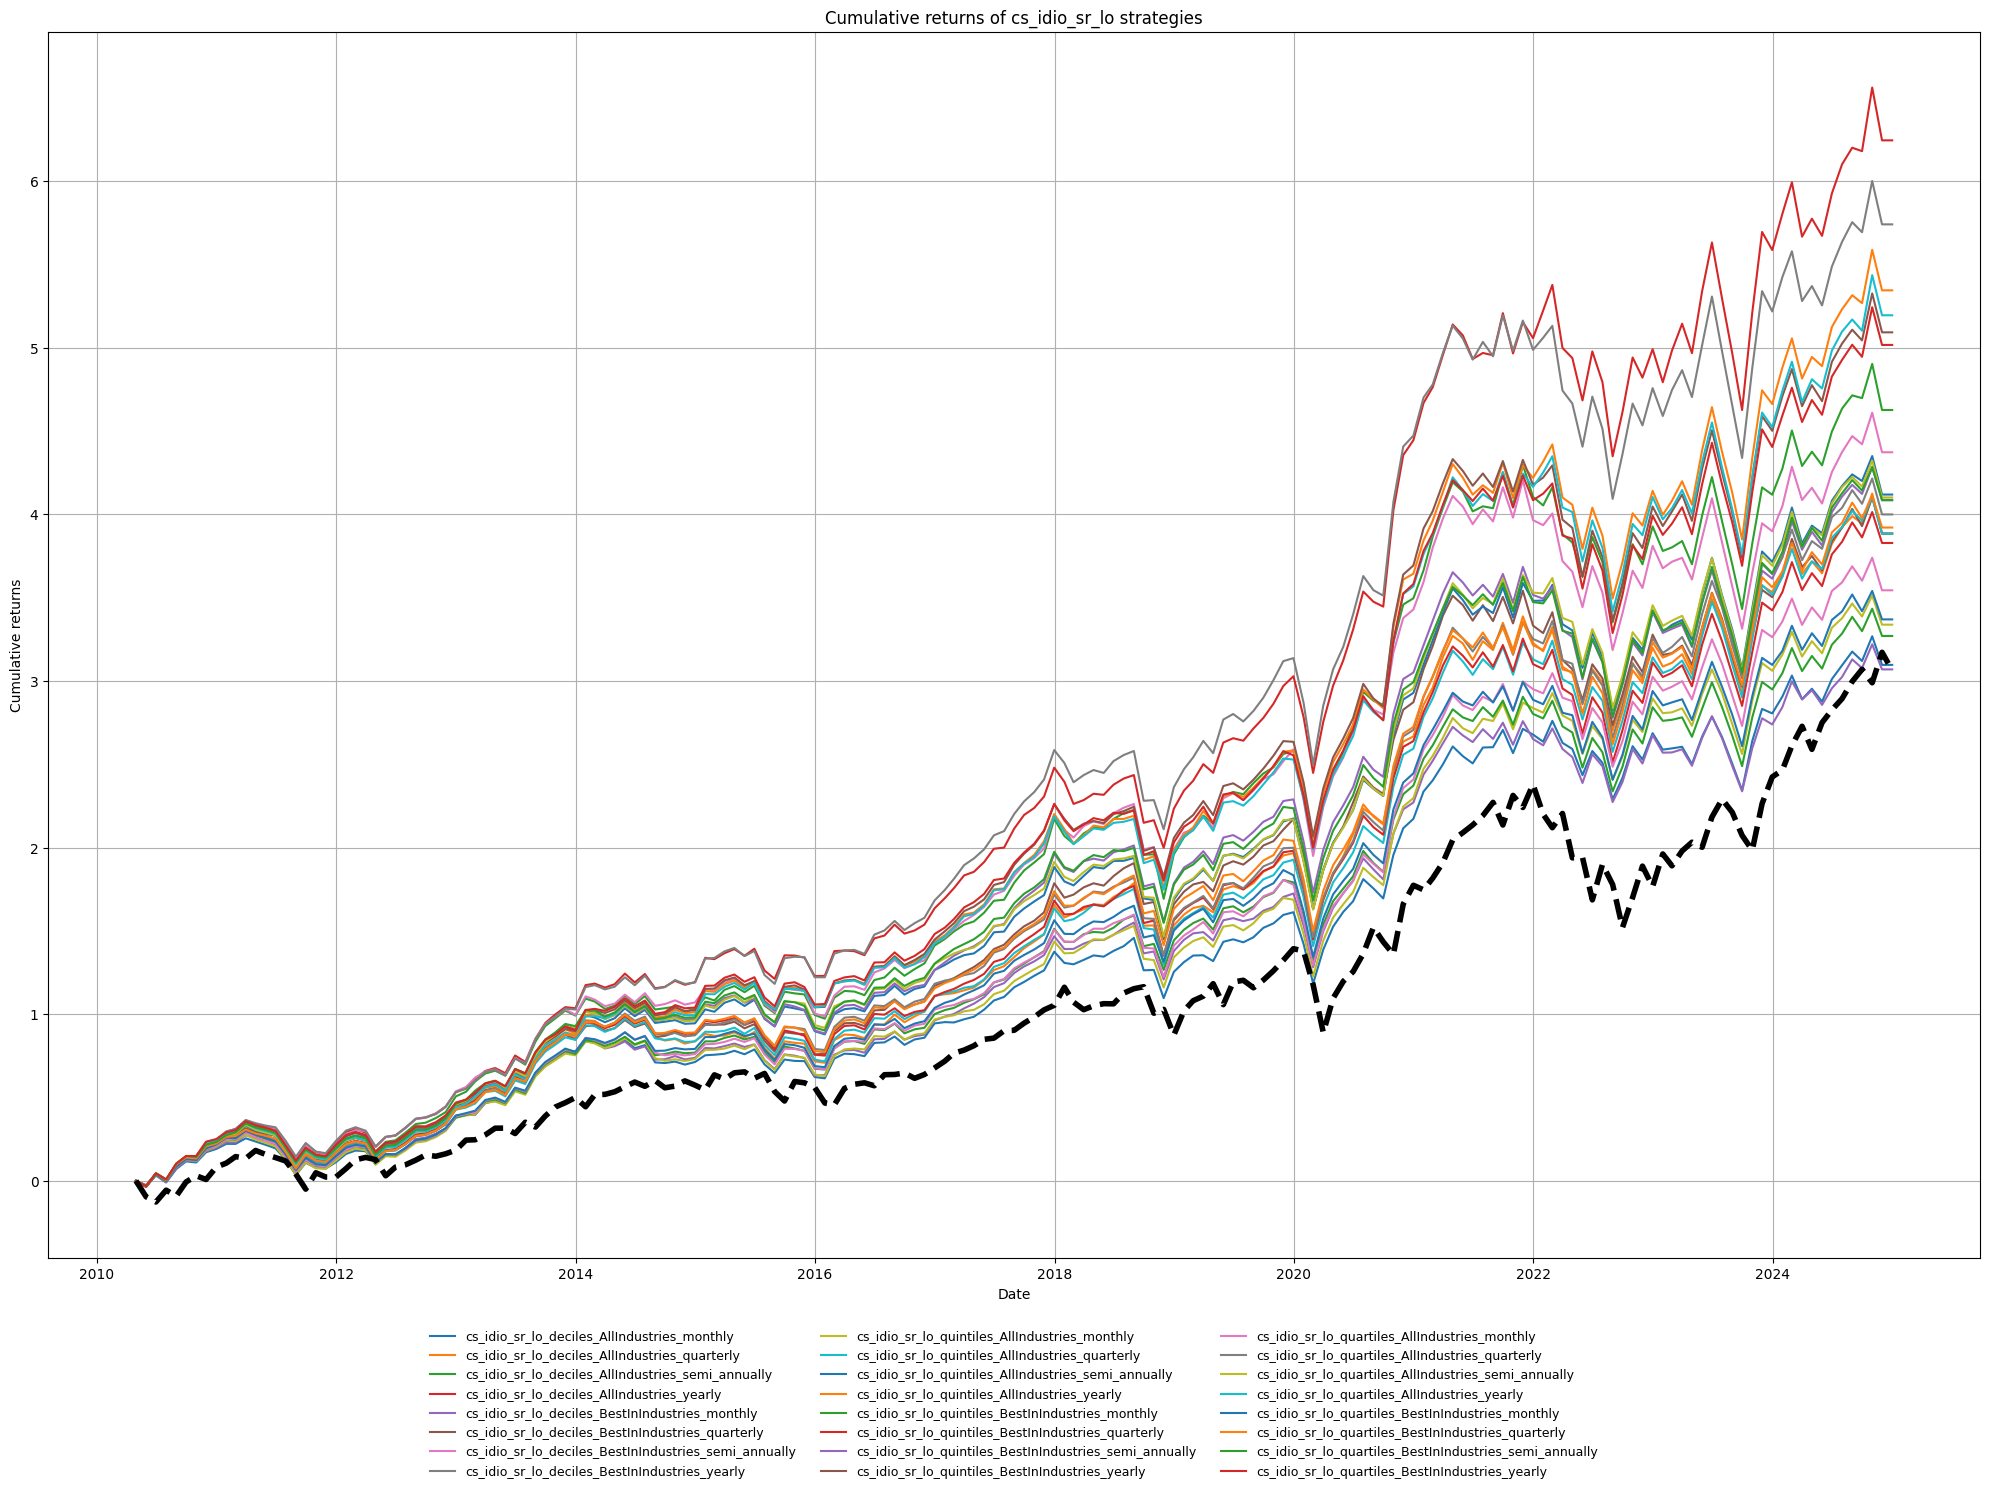 Cumulative returns of cs_idio_sr_lo strategies
Cumulative returns
6
5
4
3
2
1
0
2010 2012 2014 2016 2018 2020 2022 2024
Date
cs_idio_sr_lo_deciles_AllIndustries_monthly
cs_idio_sr_lo_deciles_AllIndustries_quarterly
cs_idio_sr_lo_deciles_AllIndustries_semi_annually
cs_idio_sr_lo_deciles_AllIndustries_yearly
cs_idio_sr_lo_deciles_BestInIndustries_monthly
cs_idio_sr_lo_deciles_BestInIndustries_quarterly
cs_idio_sr_lo_deciles_BestInIndustries_semi_annually
cs_idio_sr_lo_deciles_BestInIndustries_yearly
cs_idio_sr_lo_quintiles_AllIndustries_monthly
cs_idio_sr_lo_quintiles_AllIndustries_quarterly
cs_idio_sr_lo_quintiles_AllIndustries_semi_annually
cs_idio_sr_lo_quintiles_AllIndustries_yearly
cs_idio_sr_lo_quintiles_BestInIndustries_monthly
cs_idio_sr_lo_quintiles_BestInIndustries_quarterly
cs_idio_sr_lo_quintiles_BestInIndustries_semi_annually
cs_idio_sr_lo_quintiles_BestInIndustries_yearly
cs_idio_sr_lo_quartiles_AllIndustries_monthly
cs_idio_sr_lo_quartiles_AllIndustries_quarterly
cs_idio_sr_lo_quartiles_AllIndustries_semi_annually
cs_idio_sr_lo_quartiles_AllIndustries_yearly
cs_idio_sr_lo_quartiles_BestInIndustries_monthly
cs_idio_sr_lo_quartiles_BestInIndustries_quarterly
cs_idio_sr_lo_quartiles_BestInIndustries_semi_annually
cs_idio_sr_lo_quartiles_BestInIndustries_yearly